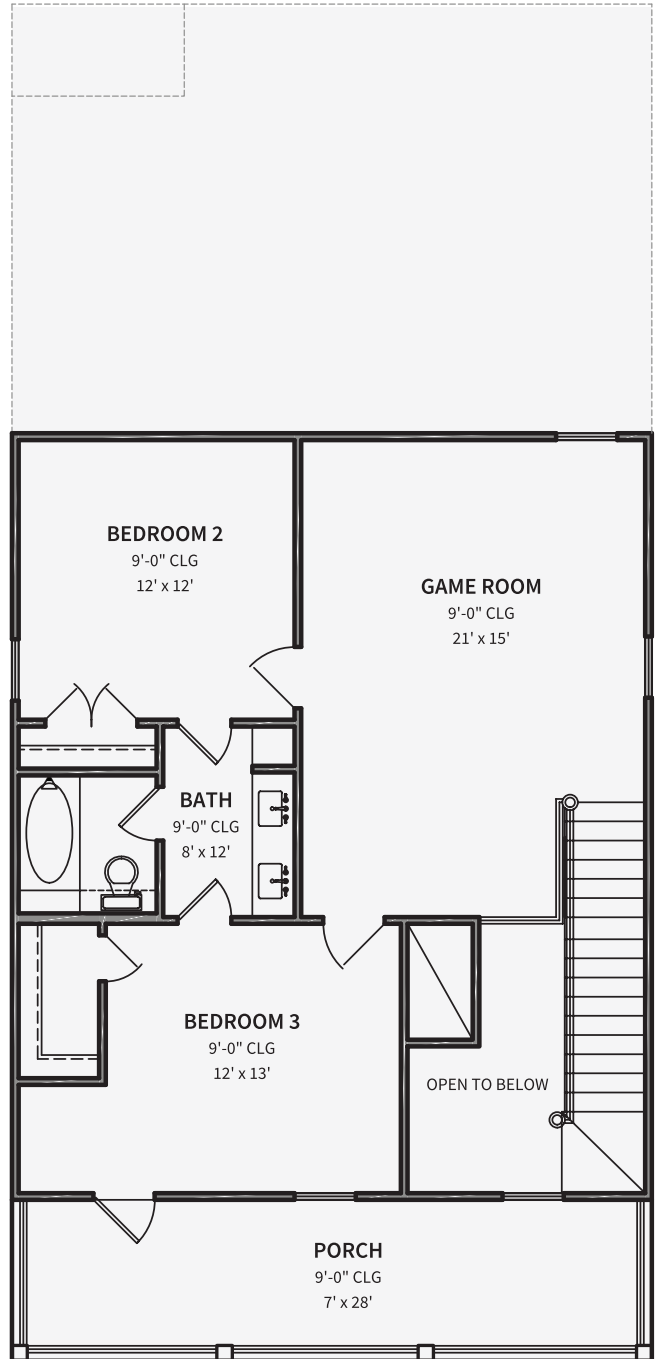 BEDROOM 2
9'-0" CLG
12' x 12'
GAME ROOM
9'-0" CLG
21' x 15'
BATH
9'-0" CLG
8' x 12'
BEDROOM 3
9'-0" CLG
12' x 13'
OPEN TO BELOW
PORCH
9'-0" CLG
7' x 28'